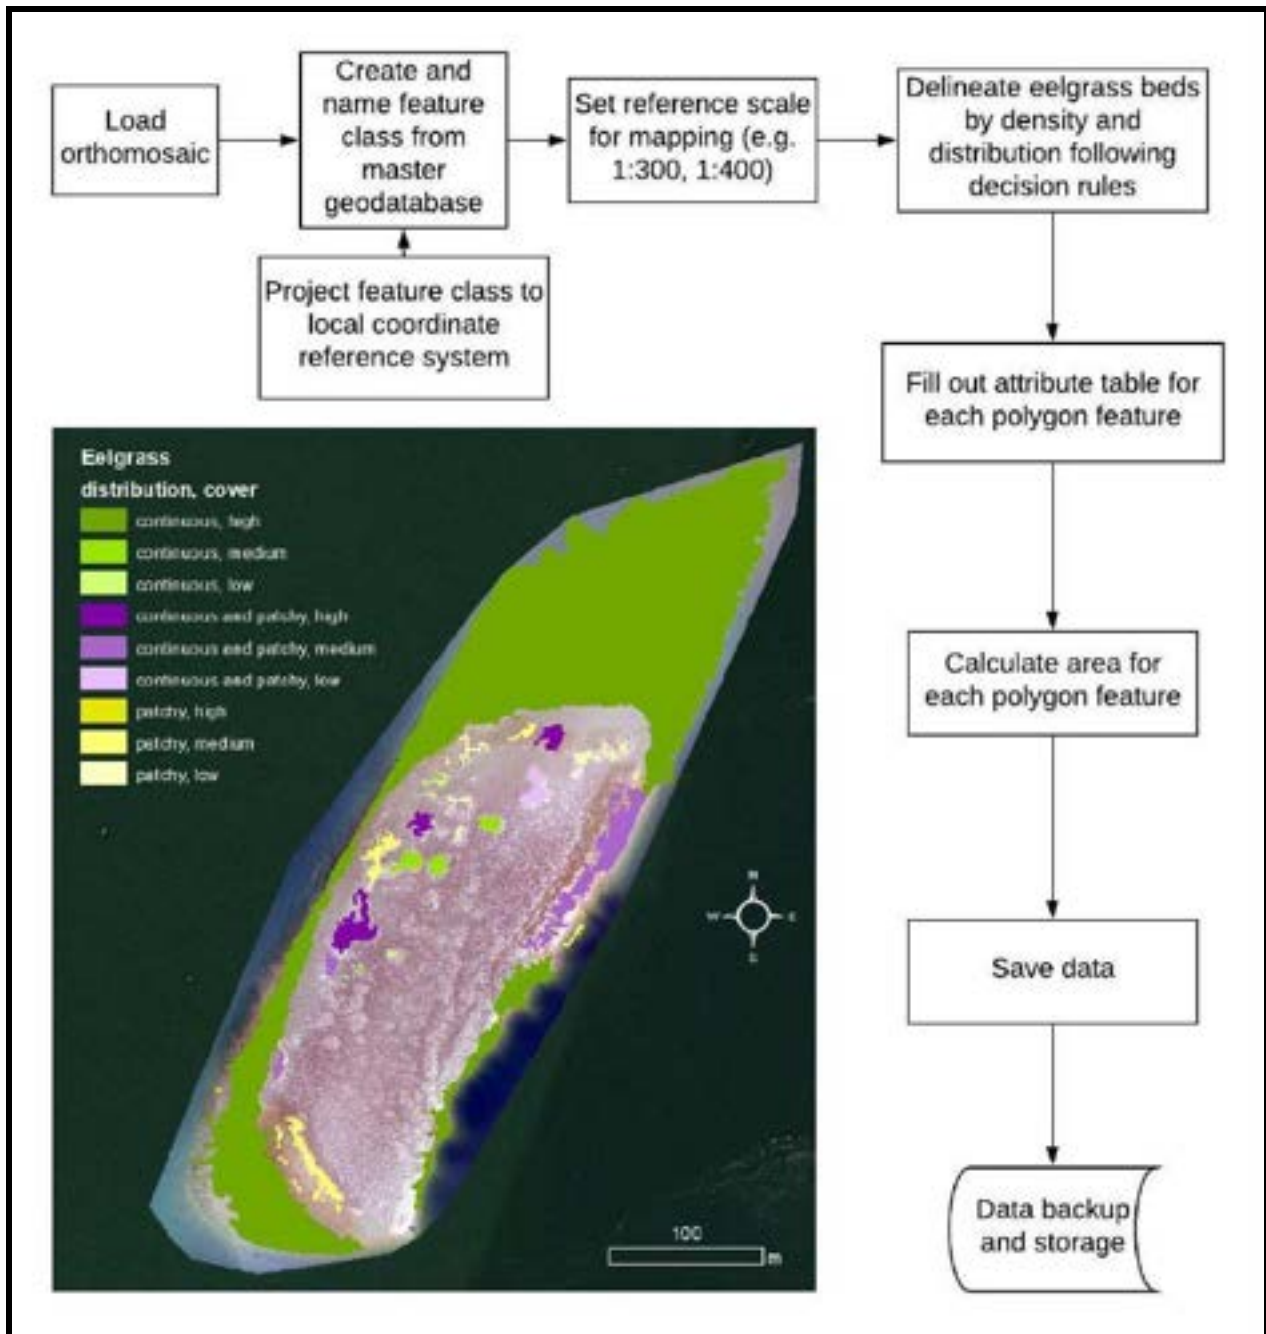 Load
orthomosaic
Create and
name feature
class from
master
geodatabase
Project feature class to
local coordinate
reference system
Set reference scale
for mapping (e.g.
1:300, 1:400)
Delineate eelgrass beds
by density and
distribution following
decision rules
Fill out attribute table for
each polygon feature
Calculate area for
each polygon feature
Save data
Data backup
and storage
Eelgrass
distribution, cover
continuous, high
continuous, medium
continuous, low
continuous and patchy, high
continuous and patchy, medium
continuous and patchy, low
patchy, high
patchy, medium
patchy, low
N
W
E
S
100
m